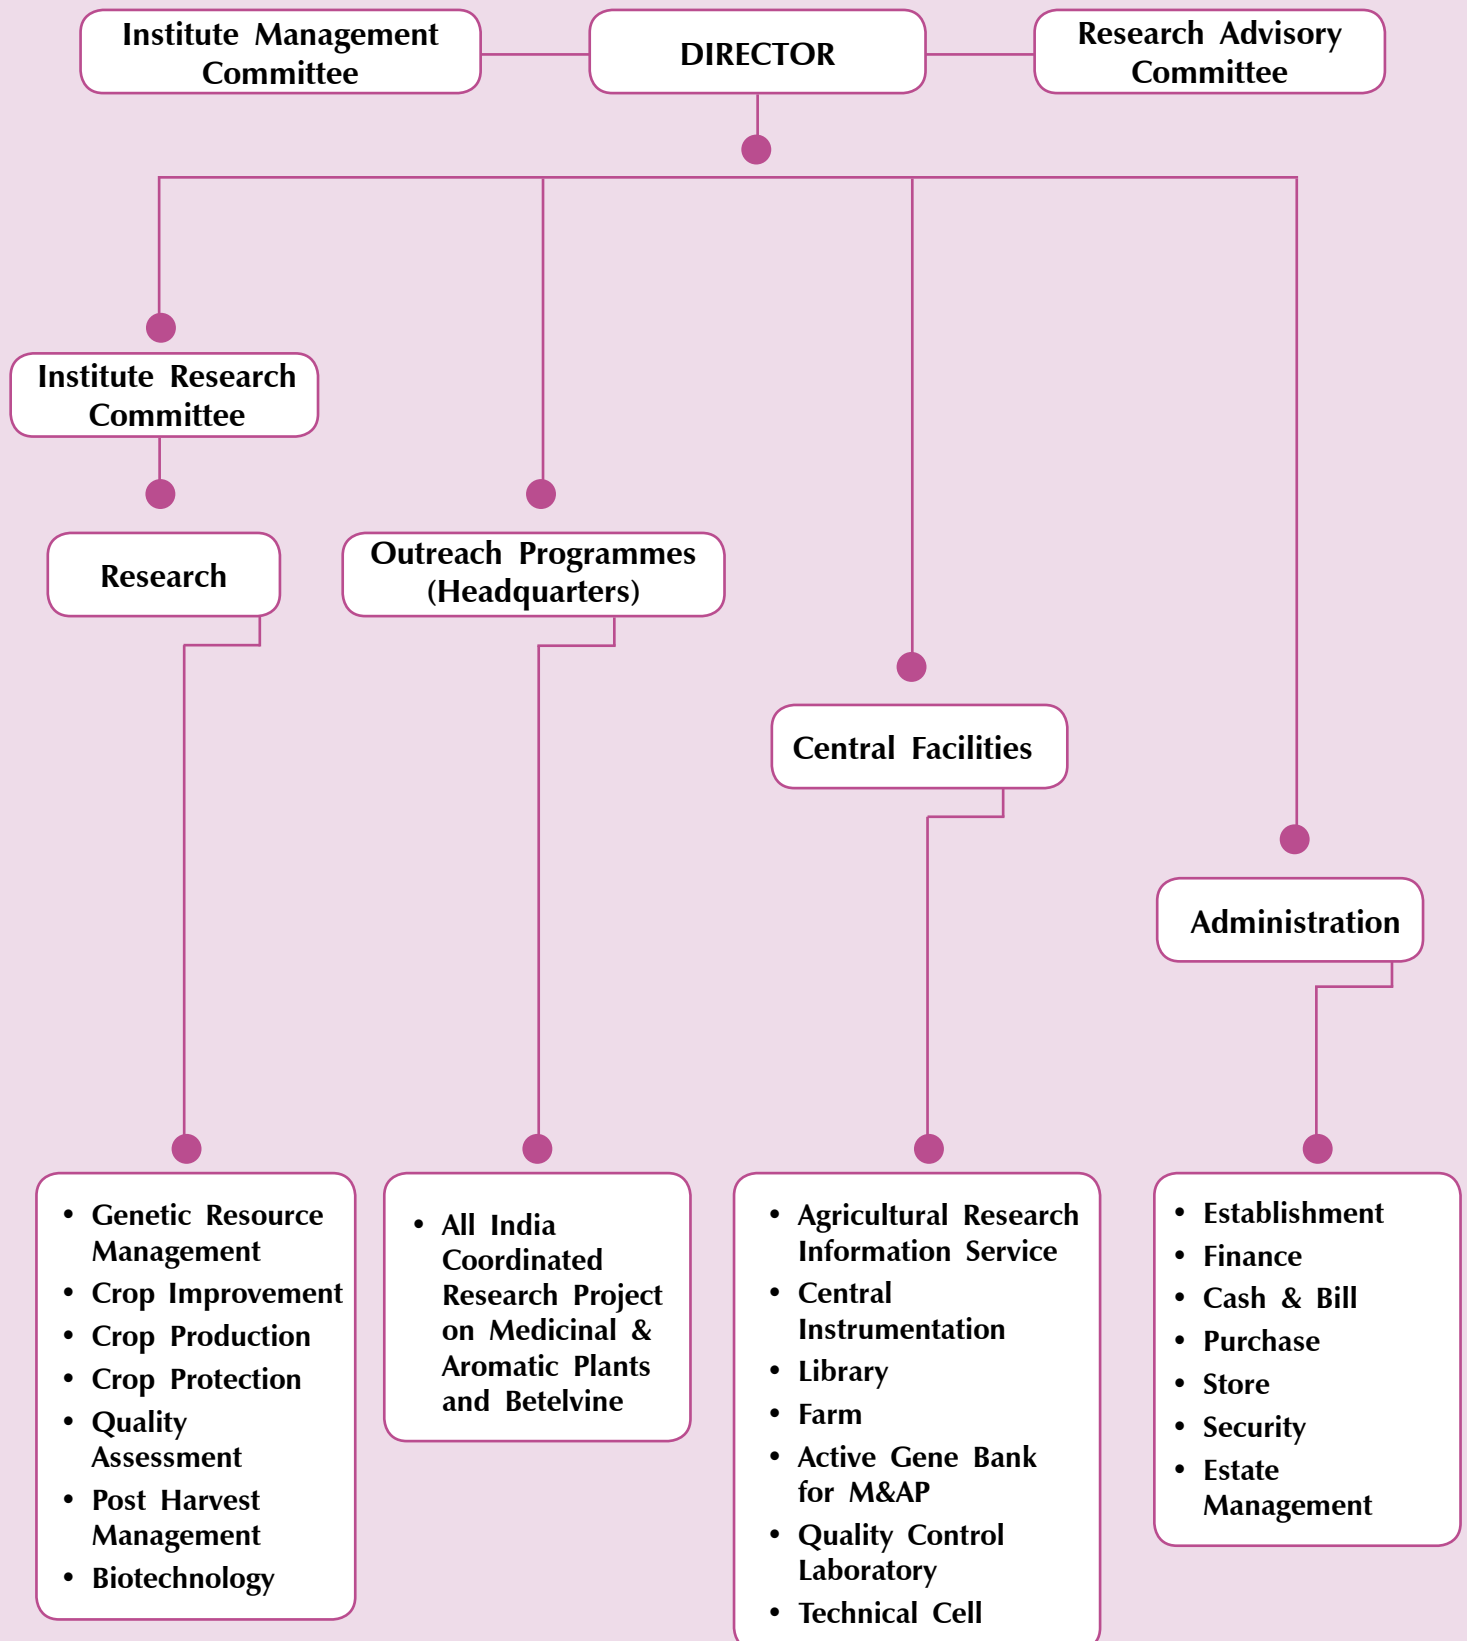 Institute Management
Committee
DIRECTOR
Research Advisory
Committee
Institute Research
Committee
Research
Outreach Programmes
(Headquarters)
Central Facilities
Administration
• Genetic Resource
Management
• Crop Improvement
• Crop Production
• Crop Protection
• Quality
Assessment
• Post Harvest
Management
• Biotechnology
• All India
Coordinated
Research Project
on Medicinal &
Aromatic Plants
and Betelvine
• Agricultural Research
Information Service
• Central
Instrumentation
• Library
• Farm
• Active Gene Bank
for M&AP
• Quality Control
Laboratory
• Technical Cell
• Establishment
• Finance
• Cash & Bill
• Purchase
• Store
• Security
• Estate
Management